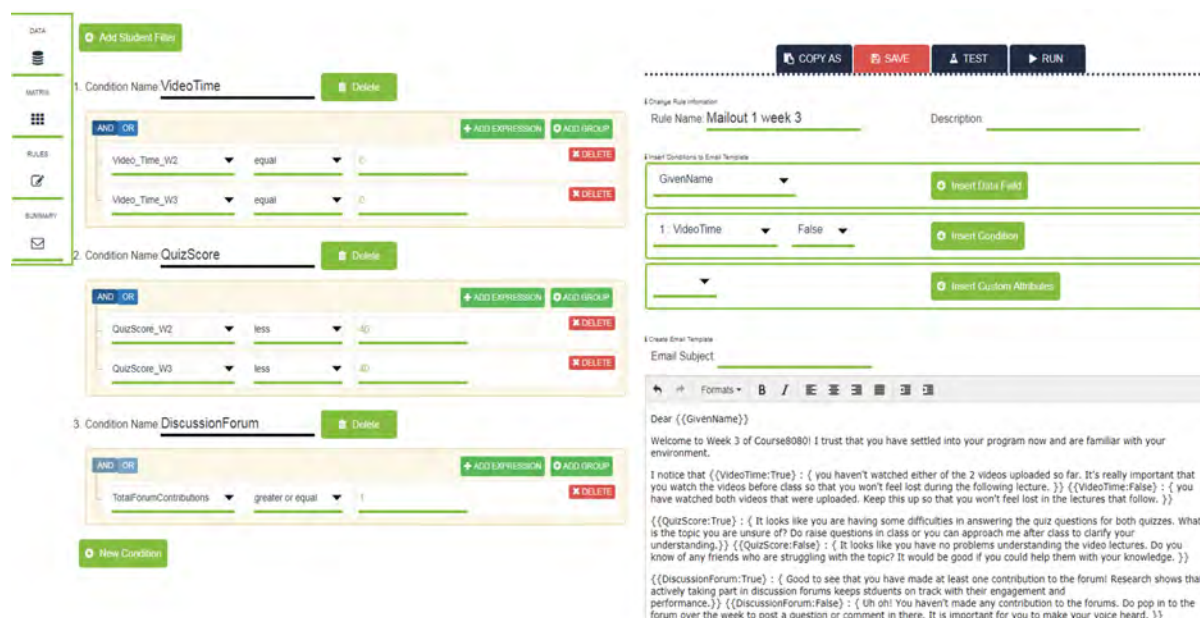 DATA
MATRIX
RULES
SUMMARY
Add Student Filter
1. Condition Name VideoTime
Delete
AND OR
ADD EXPRESSION
ADD GROUP
Video_Time_W2 equal 0
DELETE
Video_Time_W3 equal 0
DELETE
2. Condition Name QuizScore
Delete
AND OR
ADD EXPRESSION
ADD GROUP
QuizScore_W2 less 40
DELETE
QuizScore_W3 less 40
DELETE
3. Condition Name DiscussionForum
Delete
AND OR
ADD EXPRESSION
ADD GROUP
TotalForumContributions greater or equal 1
DELETE
New Condition
COPY AS SAVE TEST RUN
Change Rule Information
Rule Name: Mailout 1 week 3
Description:
Insert Conditions to Email Template
GivenName
Insert Data Field
1 : VideoTime False
Insert Condition
Insert Custom Attributes
Create Email Template
Email Subject:
Formats B I
Dear {{GivenName}}
Welcome to Week 3 of Course8080! I trust that you have settled into your program now and are familiar with your
environment.
I notice that {{VideoTime:True} : { you haven't watched either of the 2 videos uploaded so far. It's really important that
you watch the videos before class so that you won't feel lost during the following lecture. }} {{VideoTime:False} : { you
have watched both videos that were uploaded. Keep this up so that you won't feel lost in the lectures that follow. }}
{{QuizScore:True} : { It looks like you are having some difficulties in answering the quiz questions for both quizzes. What
is the topic you are unsure of? Do raise questions in class or you can approach me after class to clarify your
understanding.}} {{QuizScore:False} : { It looks like you have no problems understanding the video lectures. Do you
know of any friends who are struggling with the topic? It would be good if you could help them with your knowledge. }}
{{DiscussionForum:True} : { Good to see that you have made at least one contribution to the forum! Research shows that
actively taking part in discussion forums keeps stduents on track with their engagement and
performance.}} {{DiscussionForum:False} : { Uh oh! You haven't made any contribution to the forums. Do pop in to the
forum over the week to post a question or comment in there. It is important for you to make your voice heard. }}